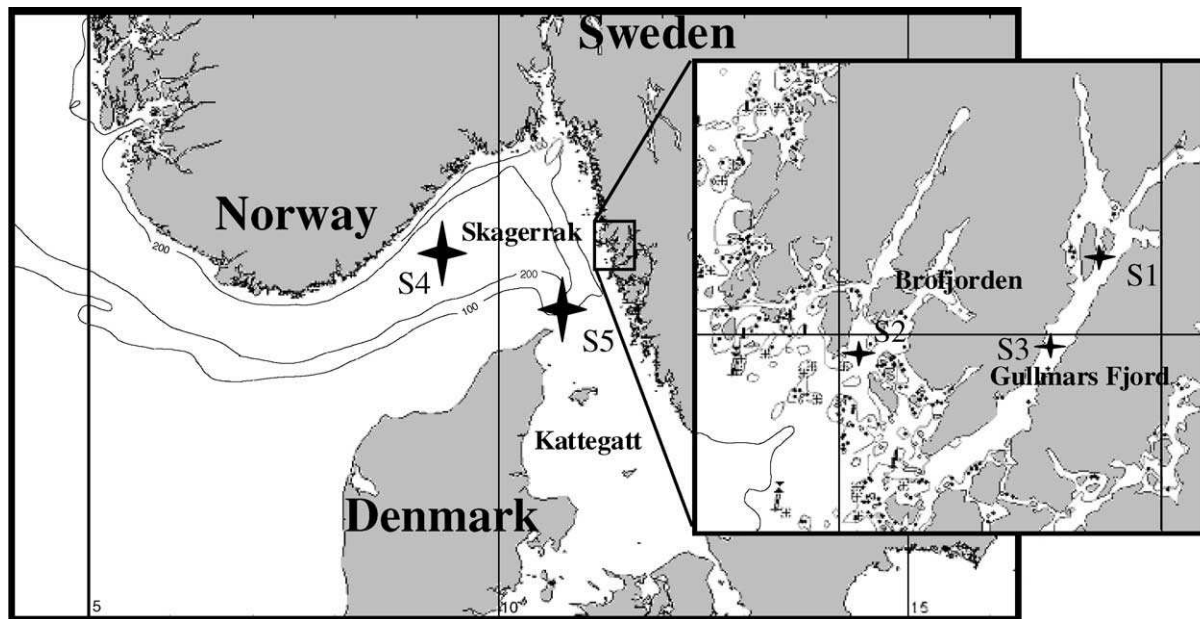 Sweden
Norway
100
200
Skagerrak
S4
200
100
S5
Kattegatt
Denmark
5
10
15
Brofjorden
S1
S2
S3
Gullmars Fjord